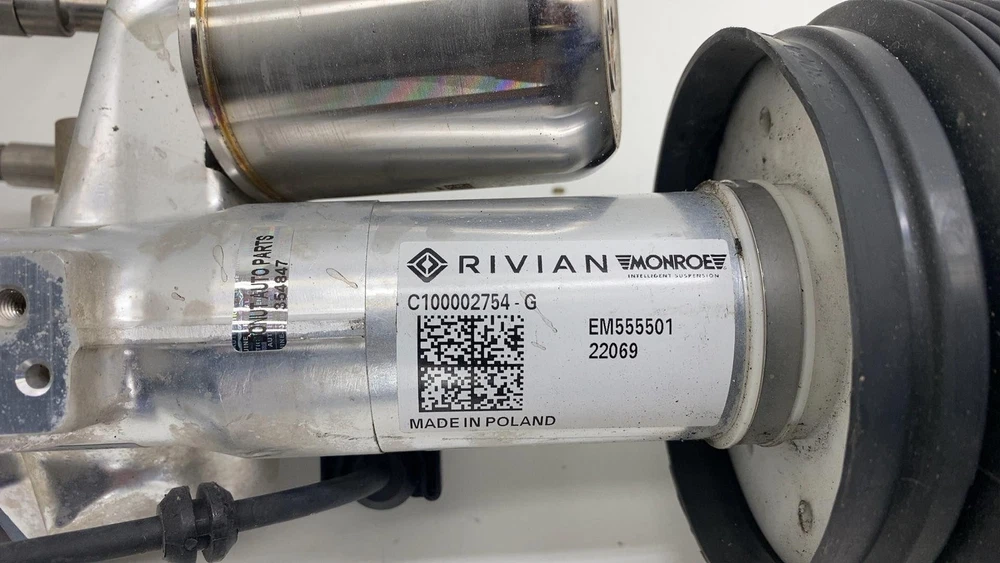 RIVIAN MONROE
INTELLIGENT SUSPENSION
C100002754-G
EM555501
22069
MADE IN POLAND
AUTO PARTS